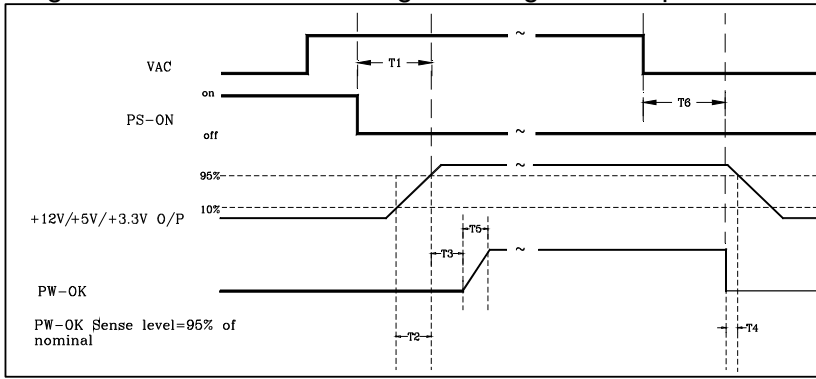 VAC
T1
~
T6
on
PS-ON
off
~
95%
~
10%
+12V/+5V/+3.3V O/P
T5
T3
~
PW-OK
PW-OK Sense level=95% of
nominal
T2
T4